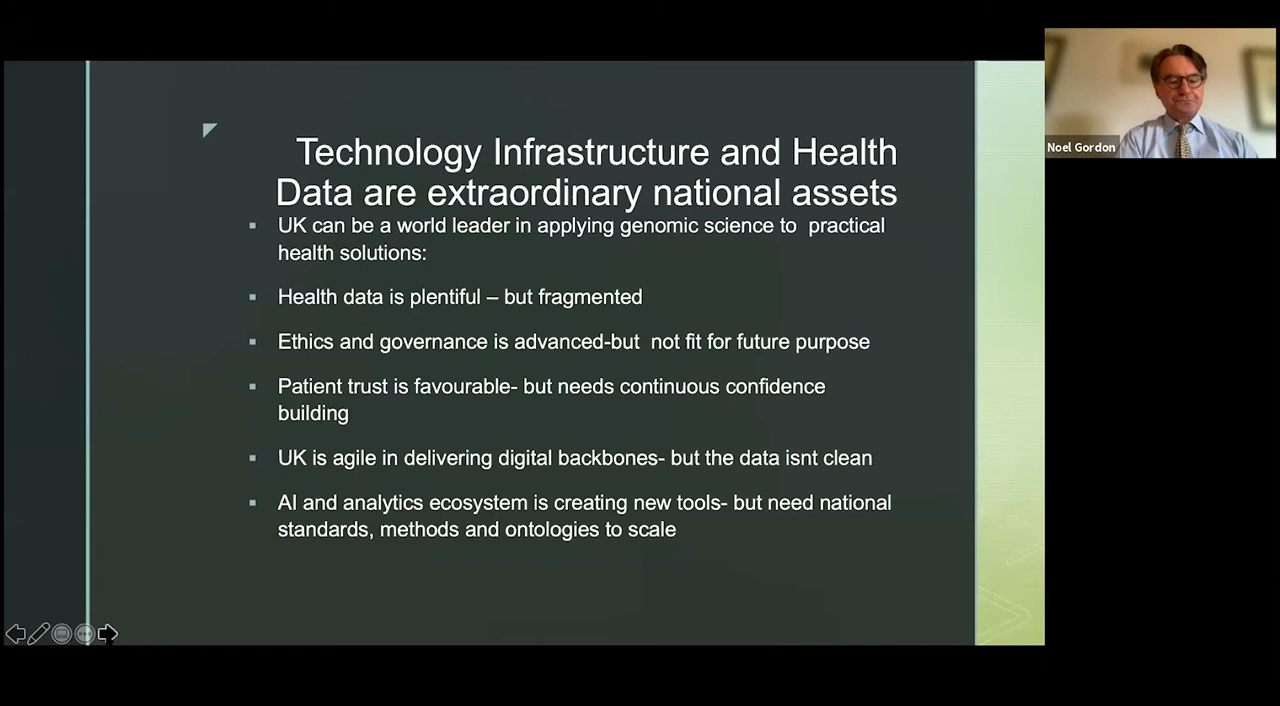 Technology Infrastructure and Health
Data are extraordinary national assets
UK can be a world leader in applying genomic science to practical
health solutions:
Health data is plentiful – but fragmented
Ethics and governance is advanced-but not fit for future purpose
Patient trust is favourable- but needs continuous confidence
building
UK is agile in delivering digital backbones- but the data isnt clean
AI and analytics ecosystem is creating new tools- but need national
standards, methods and ontologies to scale
Noel Gordon